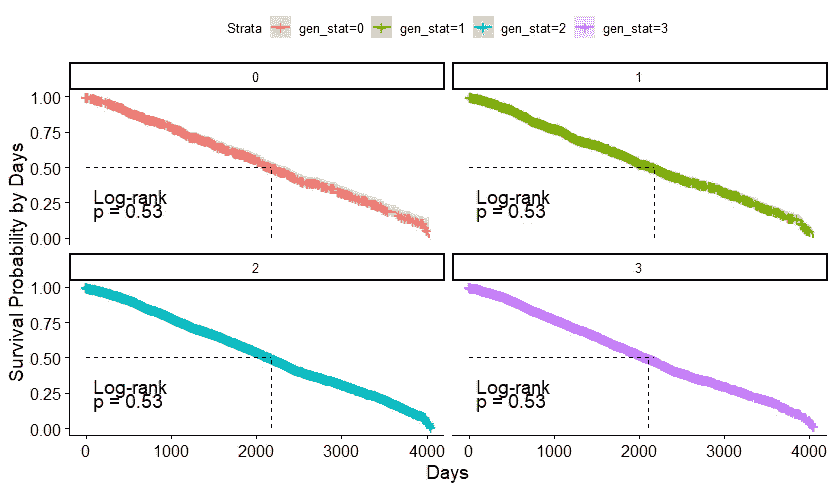 Strata gen_stat=0 gen_stat=1 gen_stat=2 gen_stat=3
0
1
1.00
0.75
0.50
0.25
0.00
Log-rank
p = 0.53
Log-rank
p = 0.53
2
3
1.00
0.75
0.50
0.25
0.00
Log-rank
p = 0.53
Log-rank
p = 0.53
0 1000 2000 3000 4000
0 1000 2000 3000 4000
Days
Survival Probability by Days